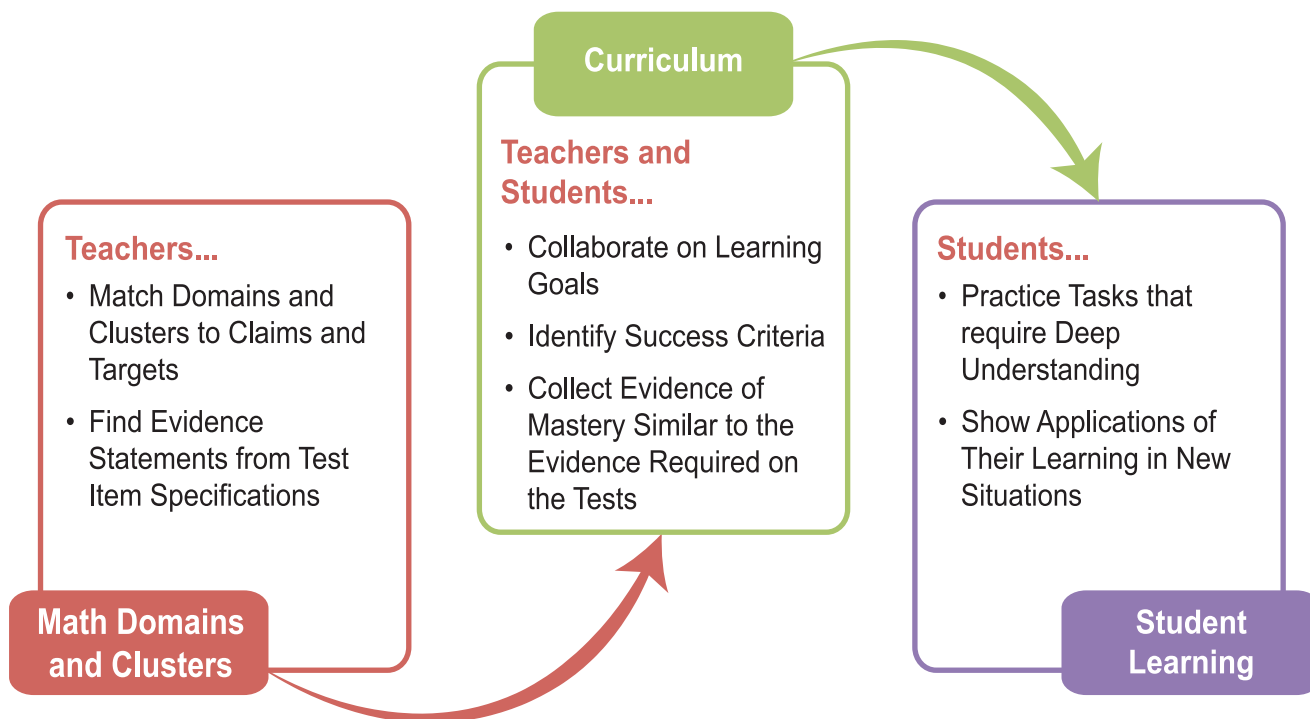 Teachers...
• Match Domains and
Clusters to Claims and
Targets
• Find Evidence
Statements from Test
Item Specifications
Math Domains
and Clusters
Curriculum
Teachers and
Students...
• Collaborate on Learning
Goals
• Identify Success Criteria
• Collect Evidence of
Mastery Similar to the
Evidence Required on
the Tests
Students...
• Practice Tasks that
require Deep
Understanding
• Show Applications of
Their Learning in New
Situations
Student
Learning